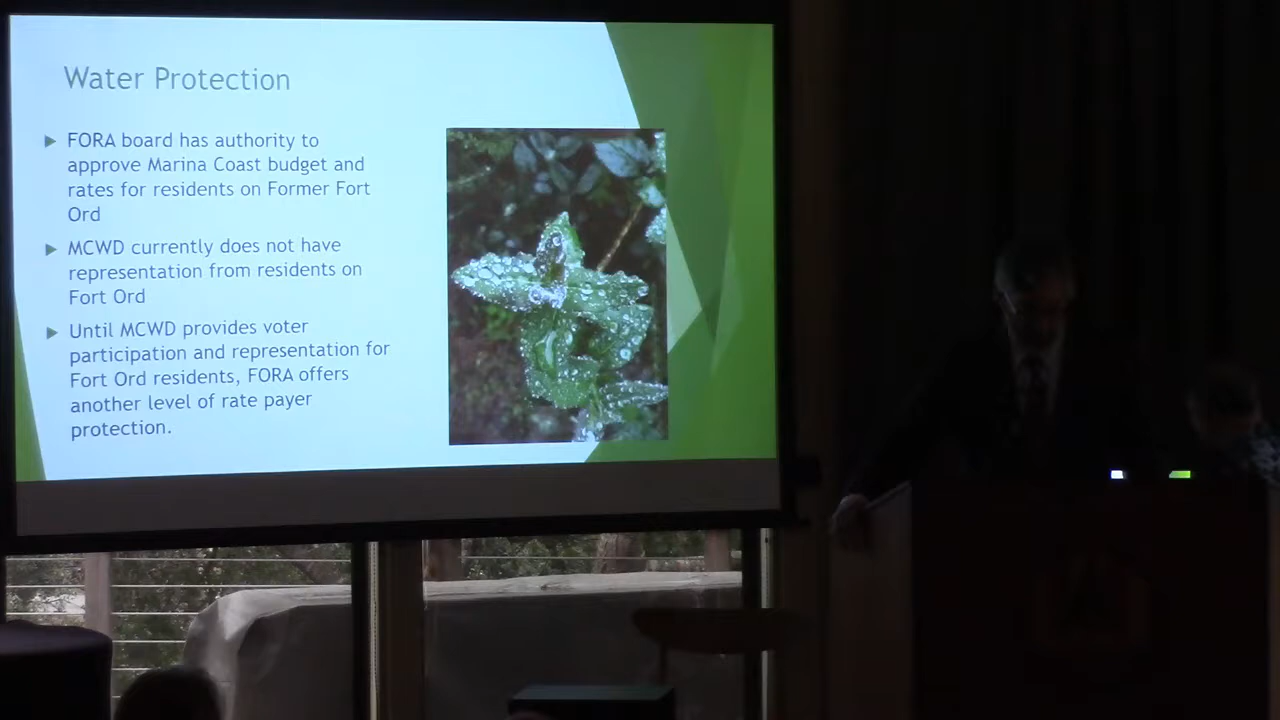 Water Protection
FORA board has authority to
approve Marina Coast budget and
rates for residents on Former Fort
Ord
MCWD currently does not have
representation from residents on
Fort Ord
Until MCWD provides voter
participation and representation for
Fort Ord residents, FORA offers
another level of rate payer
protection.